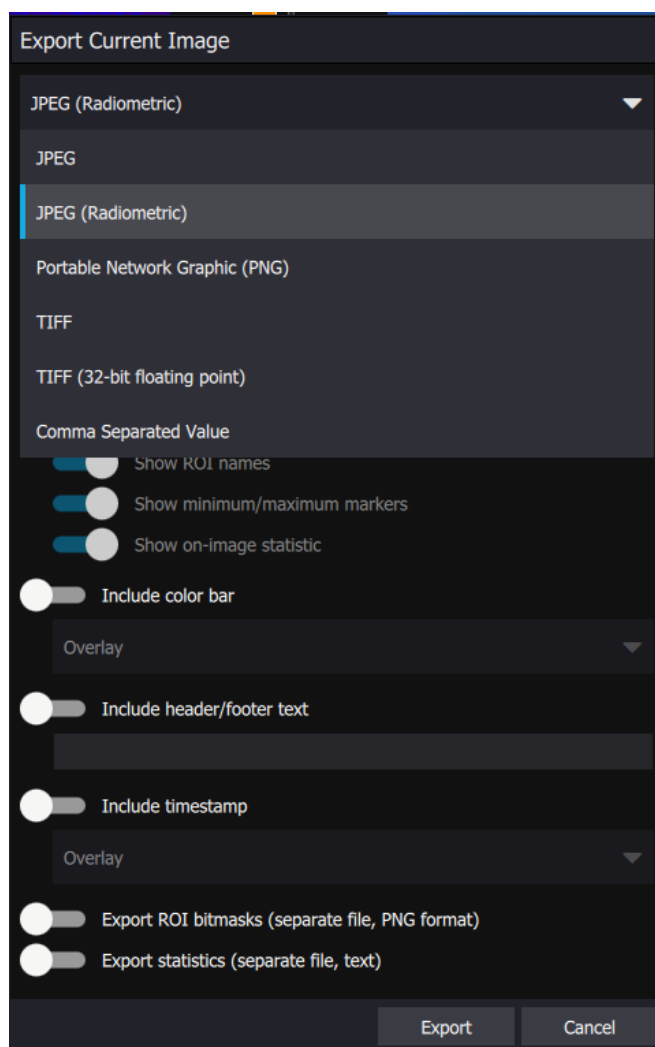 Export Current Image
JPEG (Radiometric)
JPEG
JPEG (Radiometric)
Portable Network Graphic (PNG)
TIFF
TIFF (32-bit floating point)
Comma Separated Value
Show ROI names
Show minimum/maximum markers
Show on-image statistic
Include color bar
Overlay
Include header/footer text
Include timestamp
Overlay
Export ROI bitmasks (separate file, PNG format)
Export statistics (separate file, text)
Export Cancel